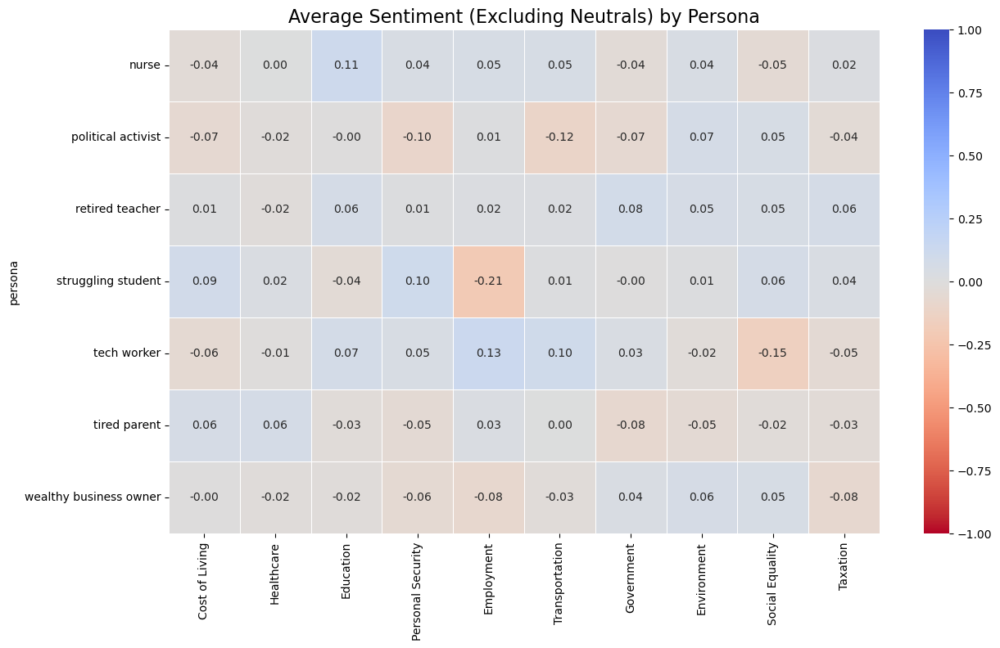 Average Sentiment (Excluding Neutrals) by Persona
persona
nurse -0.04 0.00 0.11 0.04 0.05 0.05 -0.04 0.04 -0.05 0.02
political activist -0.07 -0.02 -0.00 -0.10 0.01 -0.12 -0.07 0.07 0.05 -0.04
retired teacher 0.01 -0.02 0.06 0.01 0.02 0.02 0.08 0.05 0.05 0.06
struggling student 0.09 0.02 -0.04 0.10 -0.21 0.01 -0.00 0.01 0.06 0.04
tech worker -0.06 -0.01 0.07 0.05 0.13 0.10 0.03 -0.02 -0.15 -0.05
tired parent 0.06 0.06 -0.03 -0.05 0.03 0.00 -0.08 -0.05 -0.02 -0.03
wealthy business owner -0.00 -0.02 -0.02 -0.06 -0.08 -0.03 0.04 0.06 0.05 -0.08
Cost of Living
Healthcare
Education
Personal Security
Employment
Transportation
Government
Environment
Social Equality
Taxation
1.00
0.75
0.50
0.25
0.00
−0.25
−0.50
−0.75
−1.00